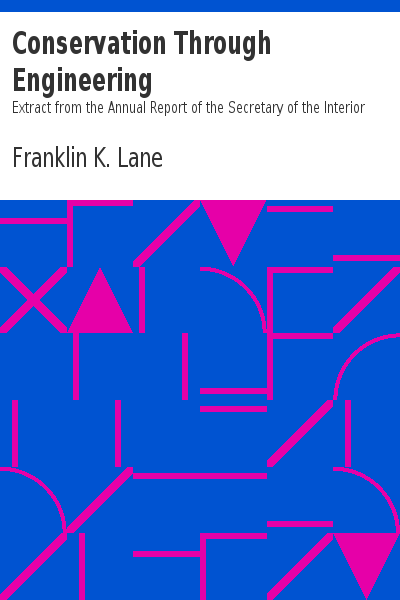 Conservation Through
Engineering
Extract from the Annual Report of the Secretary of the Interior
Franklin K. Lane